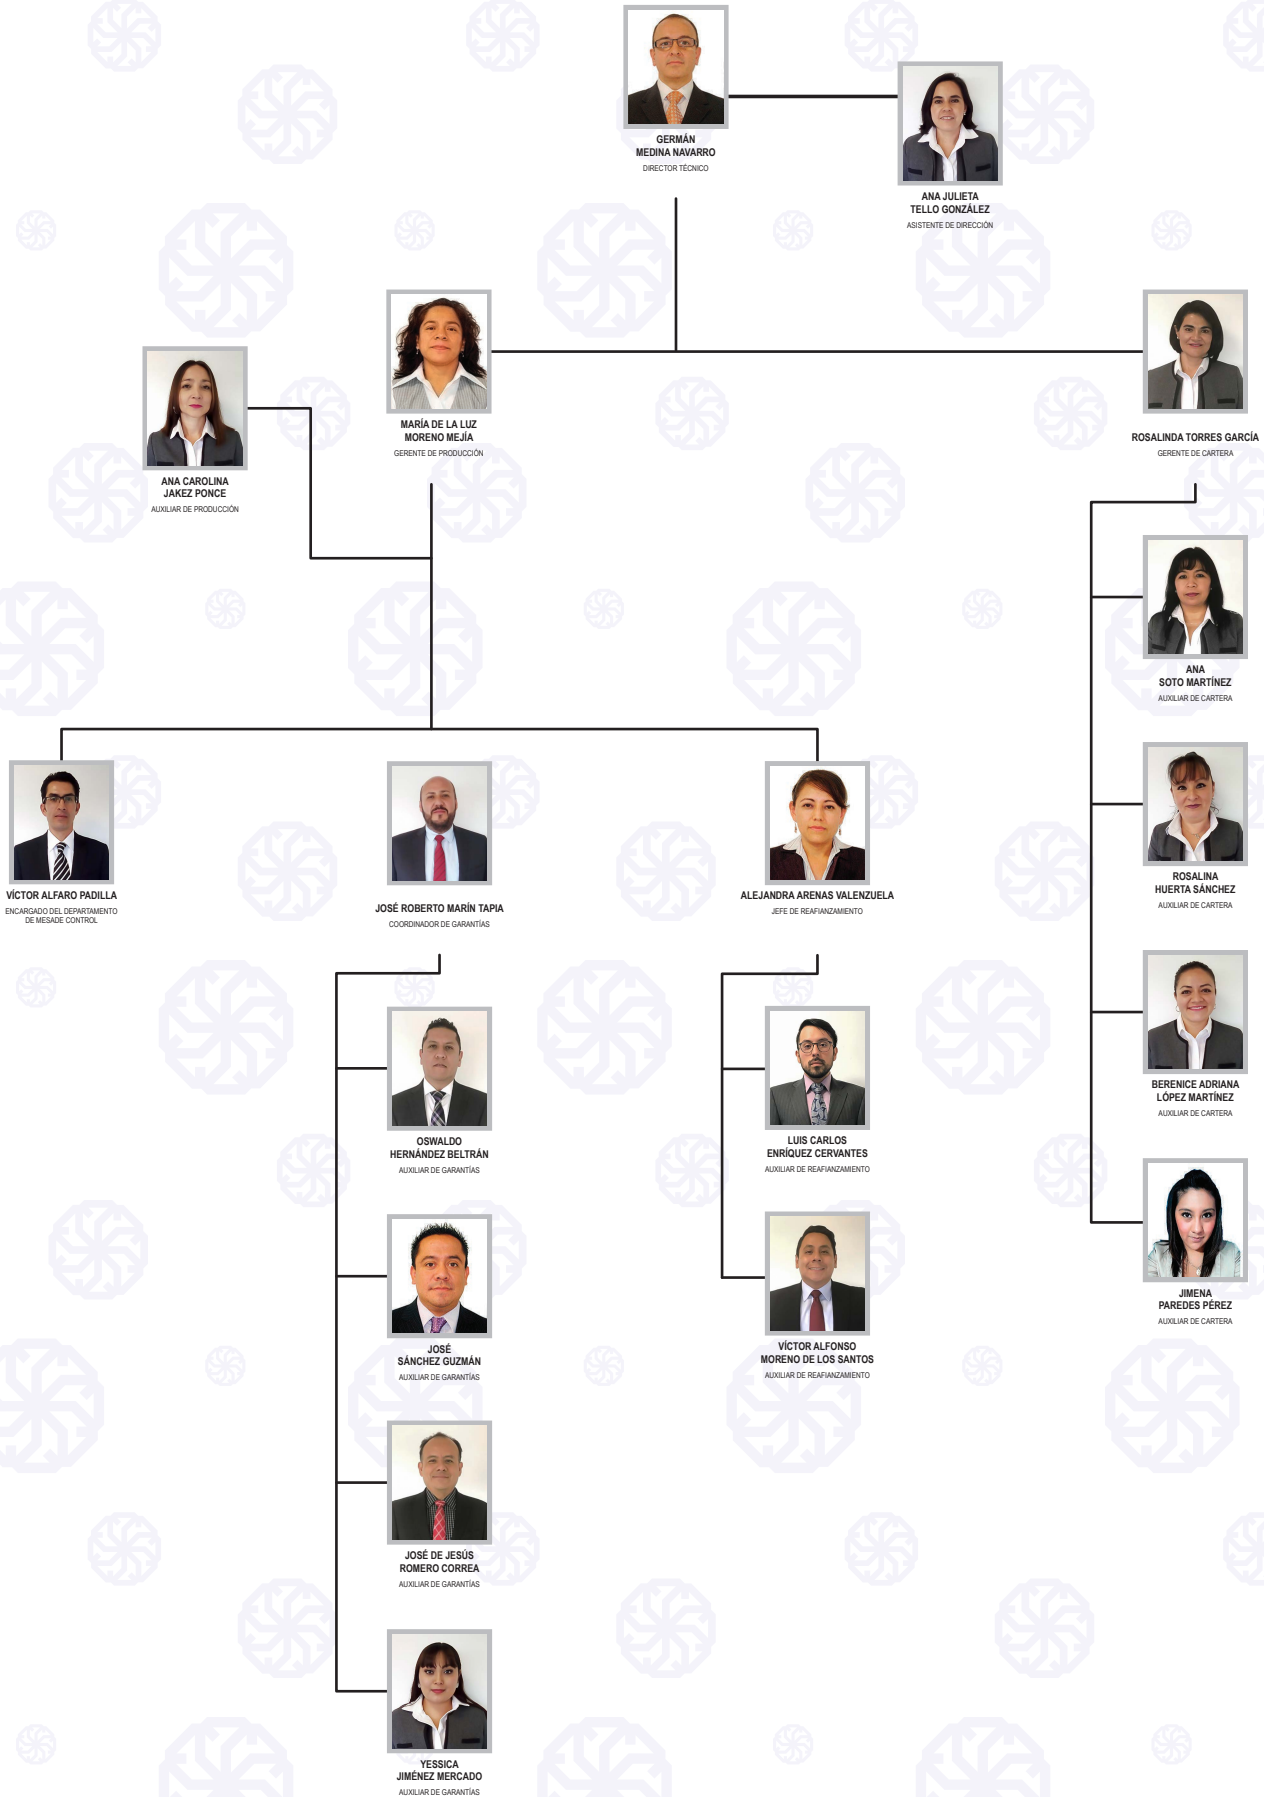 GERMÁN
MEDINA NAVARRO
DIRECTOR TÉCNICO
ANA JULIETA
TELLO GONZÁLEZ
ASISTENTE DE DIRECCIÓN
MARÍA DE LA LUZ
MORENO MEJÍA
GERENTE DE PRODUCCIÓN
ROSALINDA TORRES GARCÍA
GERENTE DE CARTERA
ANA CAROLINA
JAKEZ PONCE
AUXILIAR DE PRODUCCIÓN
ANA
SOTO MARTÍNEZ
AUXILIAR DE CARTERA
ROSALINA
HUERTA SÁNCHEZ
AUXILIAR DE CARTERA
BERENICE ADRIANA
LÓPEZ MARTÍNEZ
AUXILIAR DE CARTERA
JIMENA
PAREDES PÉREZ
AUXILIAR DE CARTERA
VÍCTOR ALFARO PADILLA
ENCARGADO DEL DEPARTAMENTO
DE MESADE CONTROL
JOSÉ ROBERTO MARÍN TAPIA
COORDINADOR DE GARANTÍAS
ALEJANDRA ARENAS VALENZUELA
JEFE DE REAFIANZAMIENTO
OSWALDO
HERNÁNDEZ BELTRÁN
AUXILIAR DE GARANTÍAS
JOSÉ
SÁNCHEZ GUZMÁN
AUXILIAR DE GARANTÍAS
JOSÉ DE JESÚS
ROMERO CORREA
AUXILIAR DE GARANTÍAS
YESSICA
JIMÉNEZ MERCADO
AUXILIAR DE GARANTÍAS
LUIS CARLOS
ENRÍQUEZ CERVANTES
AUXILIAR DE REAFIANZAMIENTO
VÍCTOR ALFONSO
MORENO DE LOS SANTOS
AUXILIAR DE REAFIANZAMIENTO